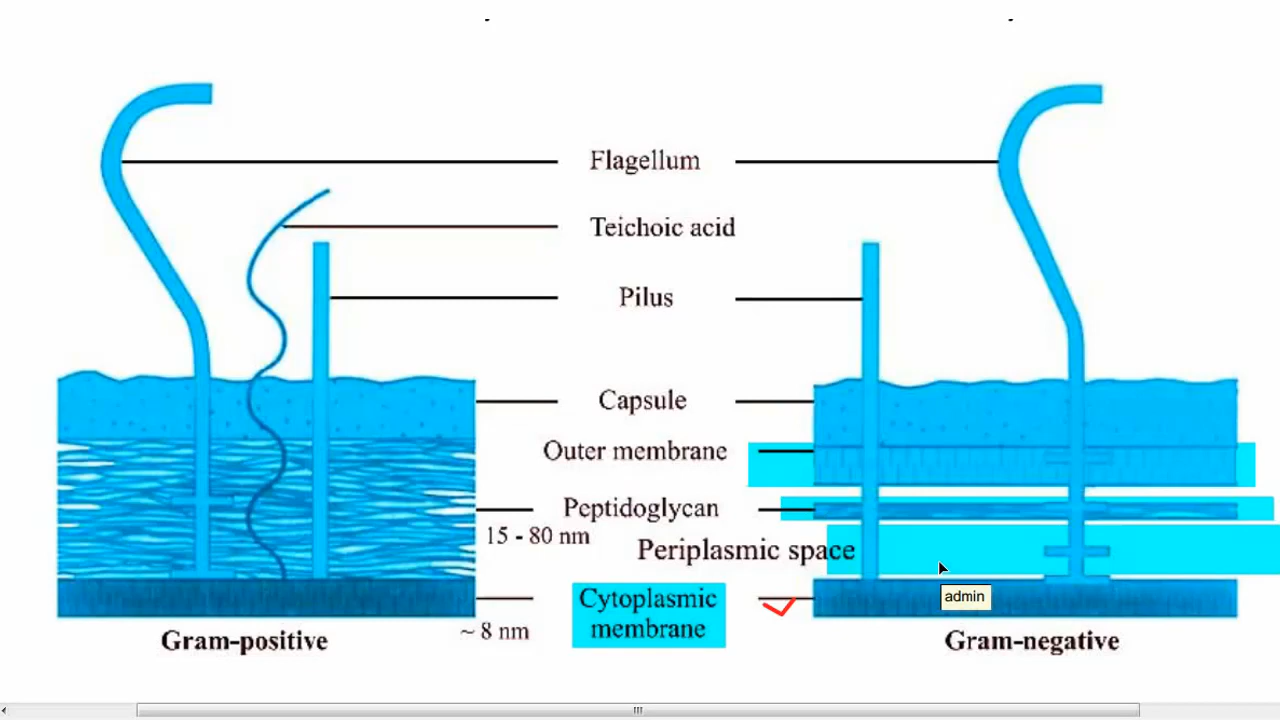 Flagellum
Teichoic acid
Pilus
Capsule
Outer membrane
Peptidoglycan
15 - 80 nm
Periplasmic space
admin
Cytoplasmic
membrane
~ 8 nm
Gram-positive
Gram-negative